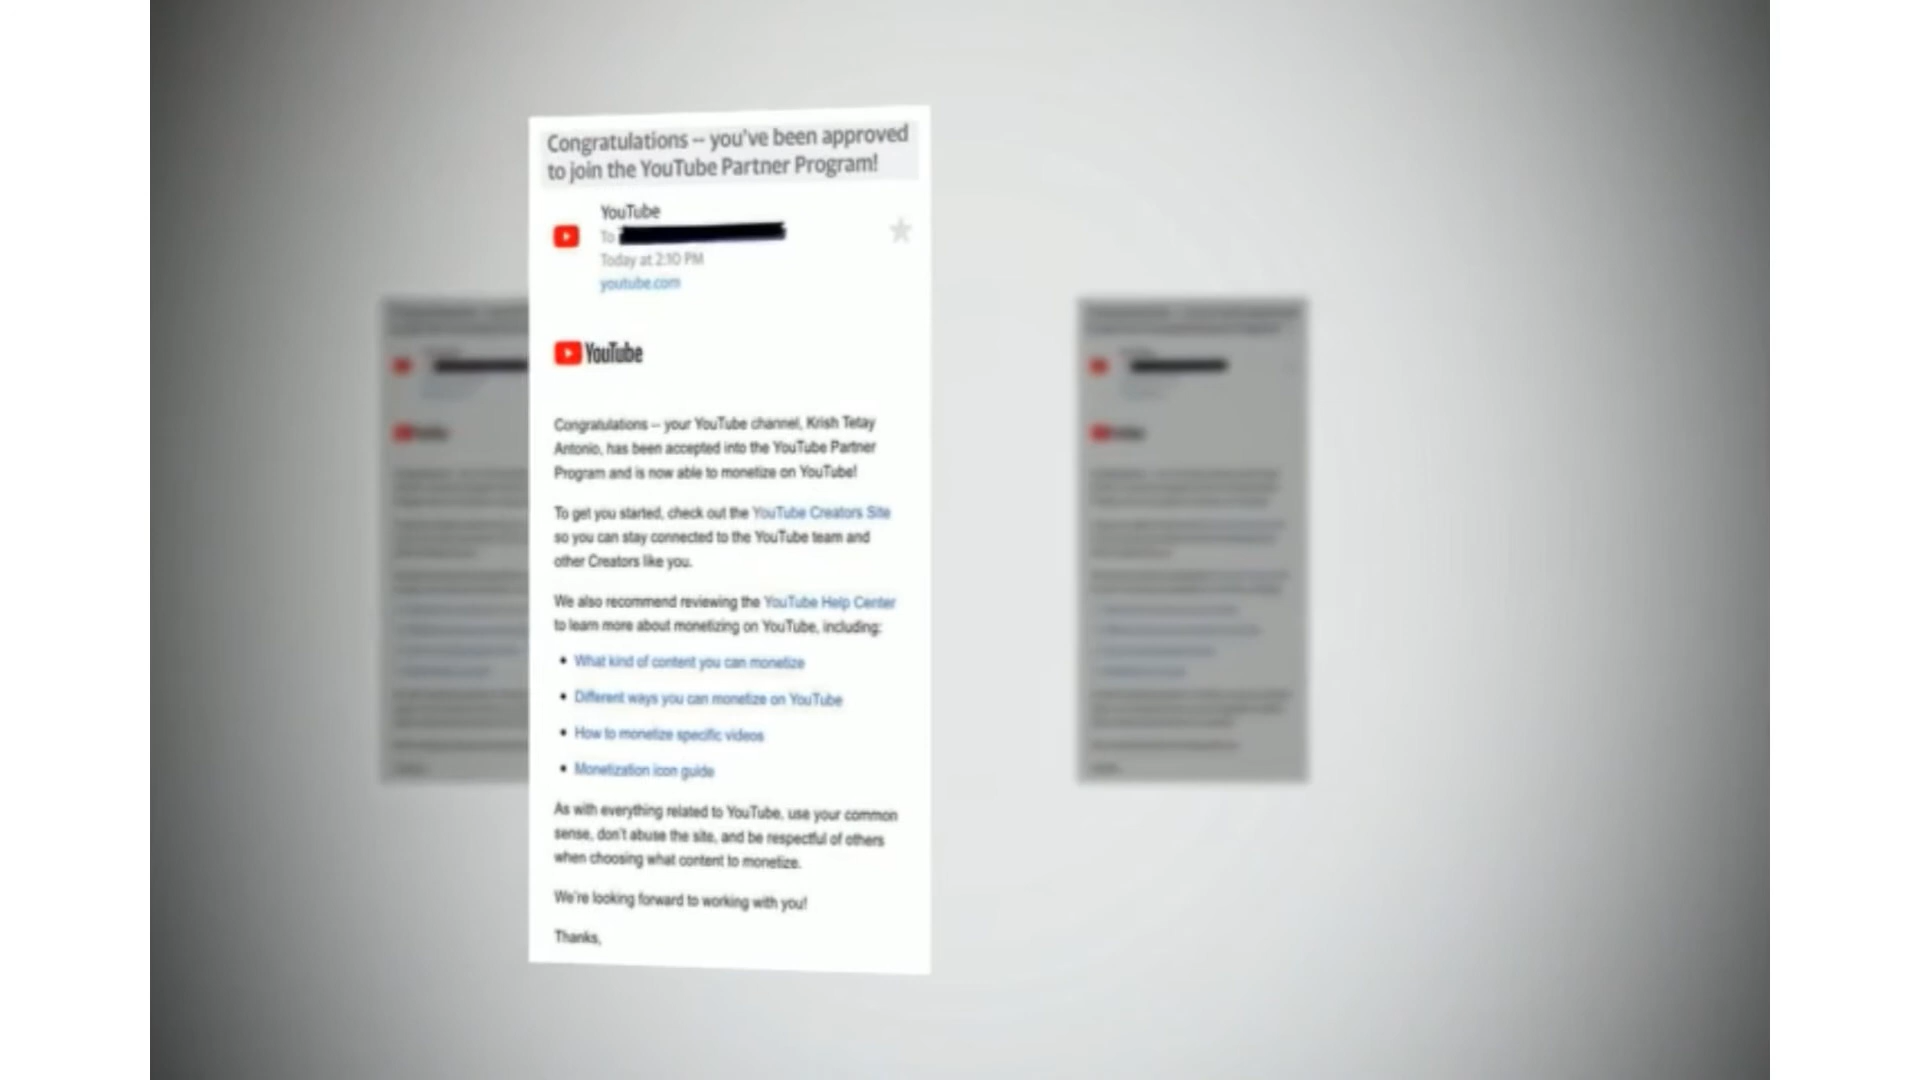 Congratulations -- you've been approved
to join the YouTube Partner Program!
YouTube
To
Today at 2:10 PM
youtube.com
YouTube
Congratulations -- your YouTube channel, Krish Tetay
Antonio, has been accepted into the YouTube Partner
Program and is now able to monetize on YouTube!
To get you started, check out the YouTube Creators Site
so you can stay connected to the YouTube team and
other Creators like you.
We also recommend reviewing the YouTube Help Center
to learn more about monetizing on YouTube, including:
• What kind of content you can monetize
• Different ways you can monetize on YouTube
• How to monetize specific videos
• Monetization icon guide
As with everything related to YouTube, use your common
sense, don't abuse the site, and be respectful of others
when choosing what content to monetize.
We're looking forward to working with you!
Thanks,